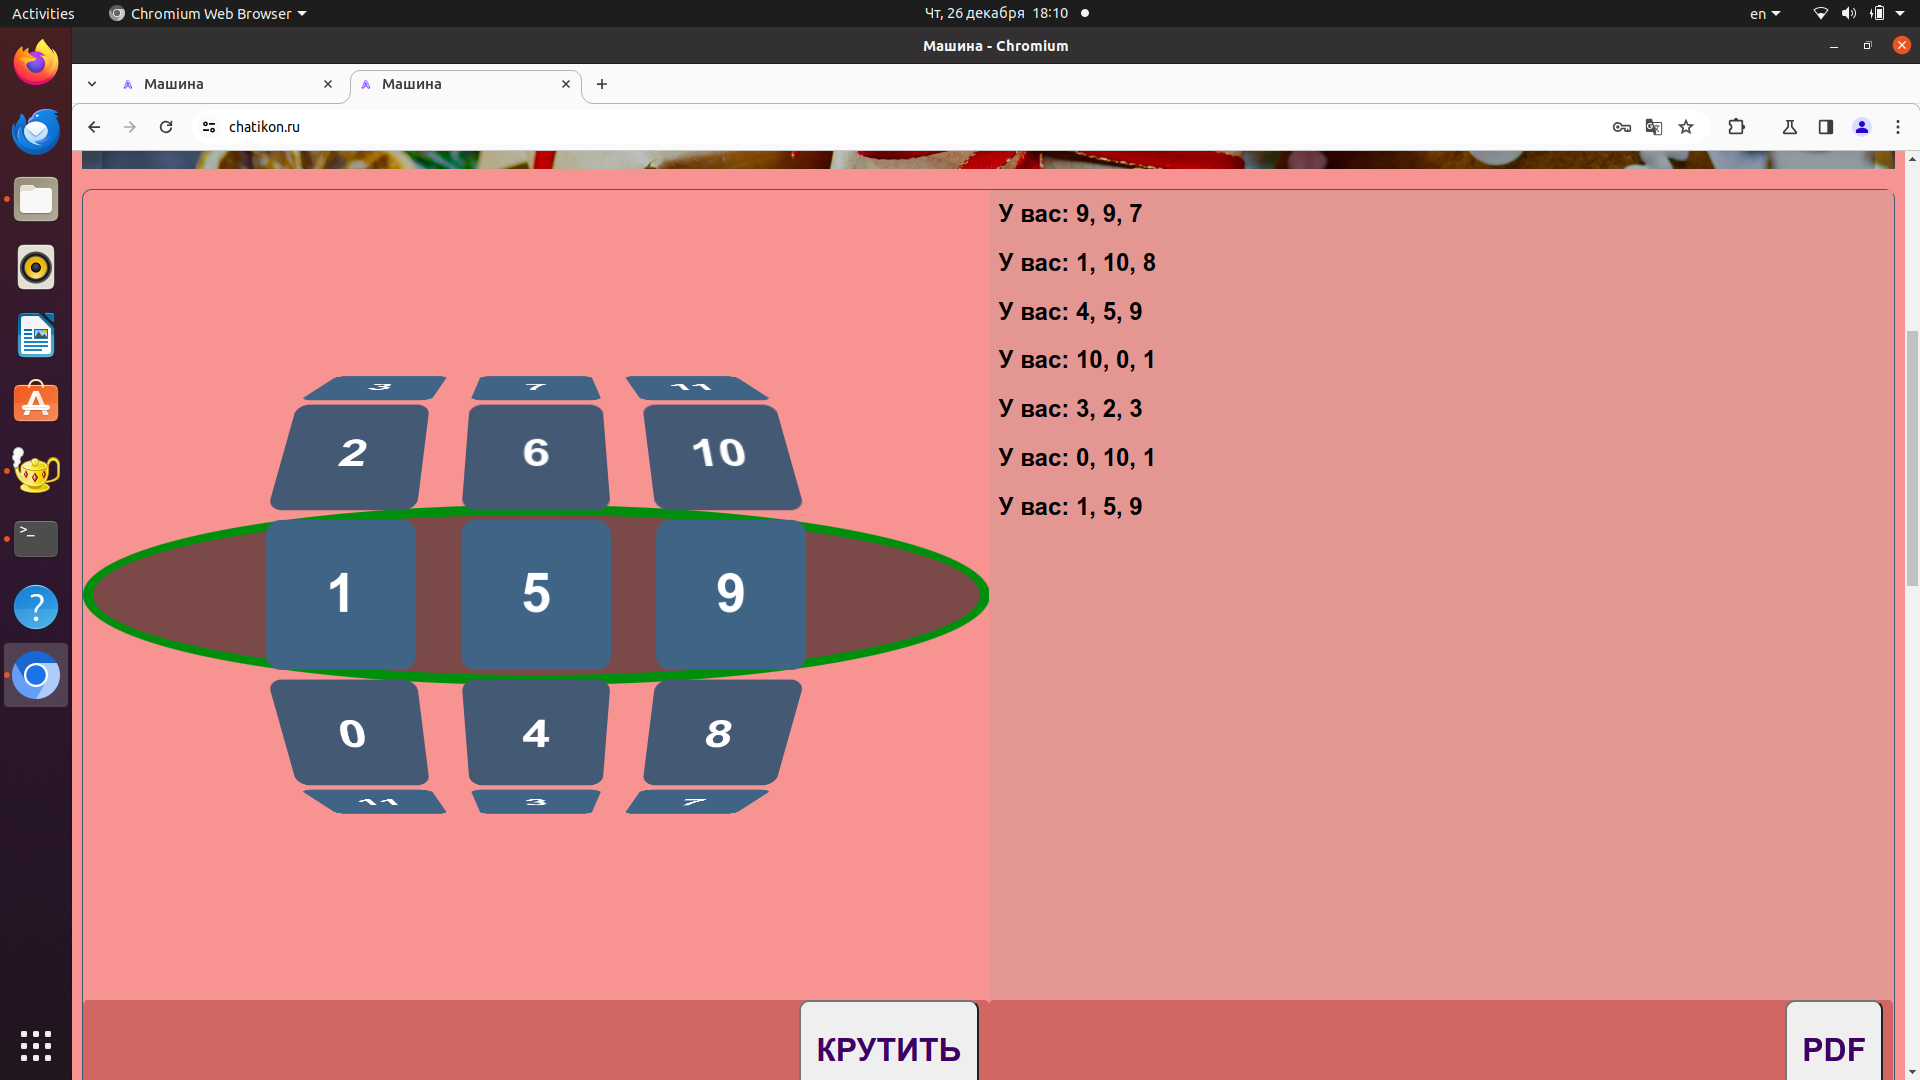 Activities
Chromium Web Browser
Чт, 26 декабря 18:10
en
Машина - Chromium
Машина
Машина
chatikon.ru
У вас: 9, 9, 7
У вас: 1, 10, 8
У вас: 4, 5, 9
У вас: 10, 0, 1
У вас: 3, 2, 3
У вас: 0, 10, 1
У вас: 1, 5, 9
3 7 11
2 6 10
1 5 9
0 4 8
11 3 7
КРУТИТЬ
PDF